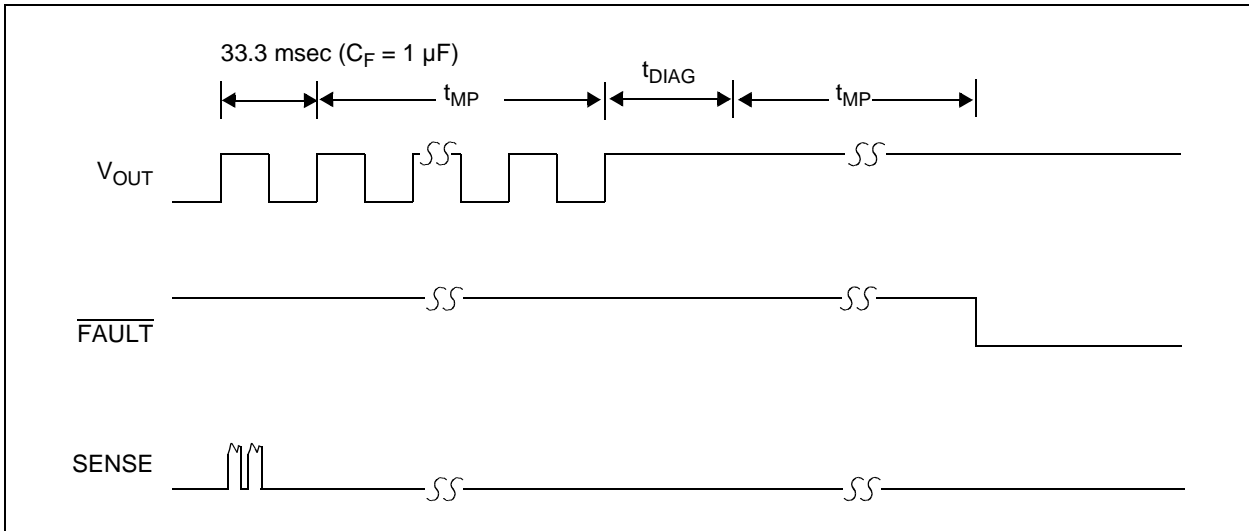 33.3 msec (C_F = 1 µF)
t_MP
t_DIAG
t_MP
V_OUT
FAULT
SENSE